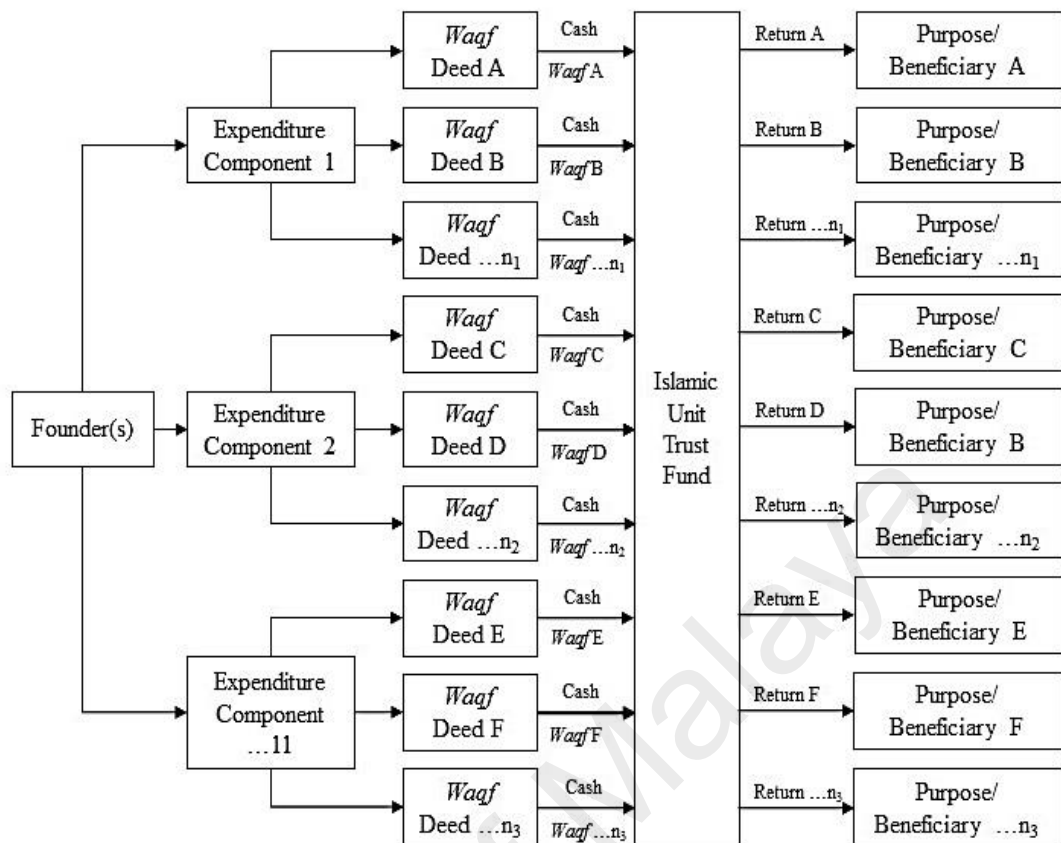 Waqf
Deed A
Cash
Waqf A
Return A
Purpose/
Beneficiary A
Expenditure
Component 1
Waqf
Deed B
Cash
Waqf B
Return B
Purpose/
Beneficiary B
Waqf
Deed …n₁
Cash
Waqf …n₁
Return …n₁
Purpose/
Beneficiary …n₁
Waqf
Deed C
Cash
Waqf C
Return C
Purpose/
Beneficiary C
Founder(s)
Expenditure
Component 2
Waqf
Deed D
Cash
Waqf D
Islamic
Unit
Trust
Fund
Return D
Purpose/
Beneficiary B
Waqf
Deed …n₂
Cash
Waqf …n₂
Return …n₂
Purpose/
Beneficiary …n₂
Waqf
Deed E
Cash
Waqf E
Return E
Purpose/
Beneficiary E
Expenditure
Component
…11
Waqf
Deed F
Cash
Waqf F
Return F
Purpose/
Beneficiary F
Waqf
Deed …n₃
Cash
Waqf …n₃
Return …n₃
Purpose/
Beneficiary …n₃
of Malaya